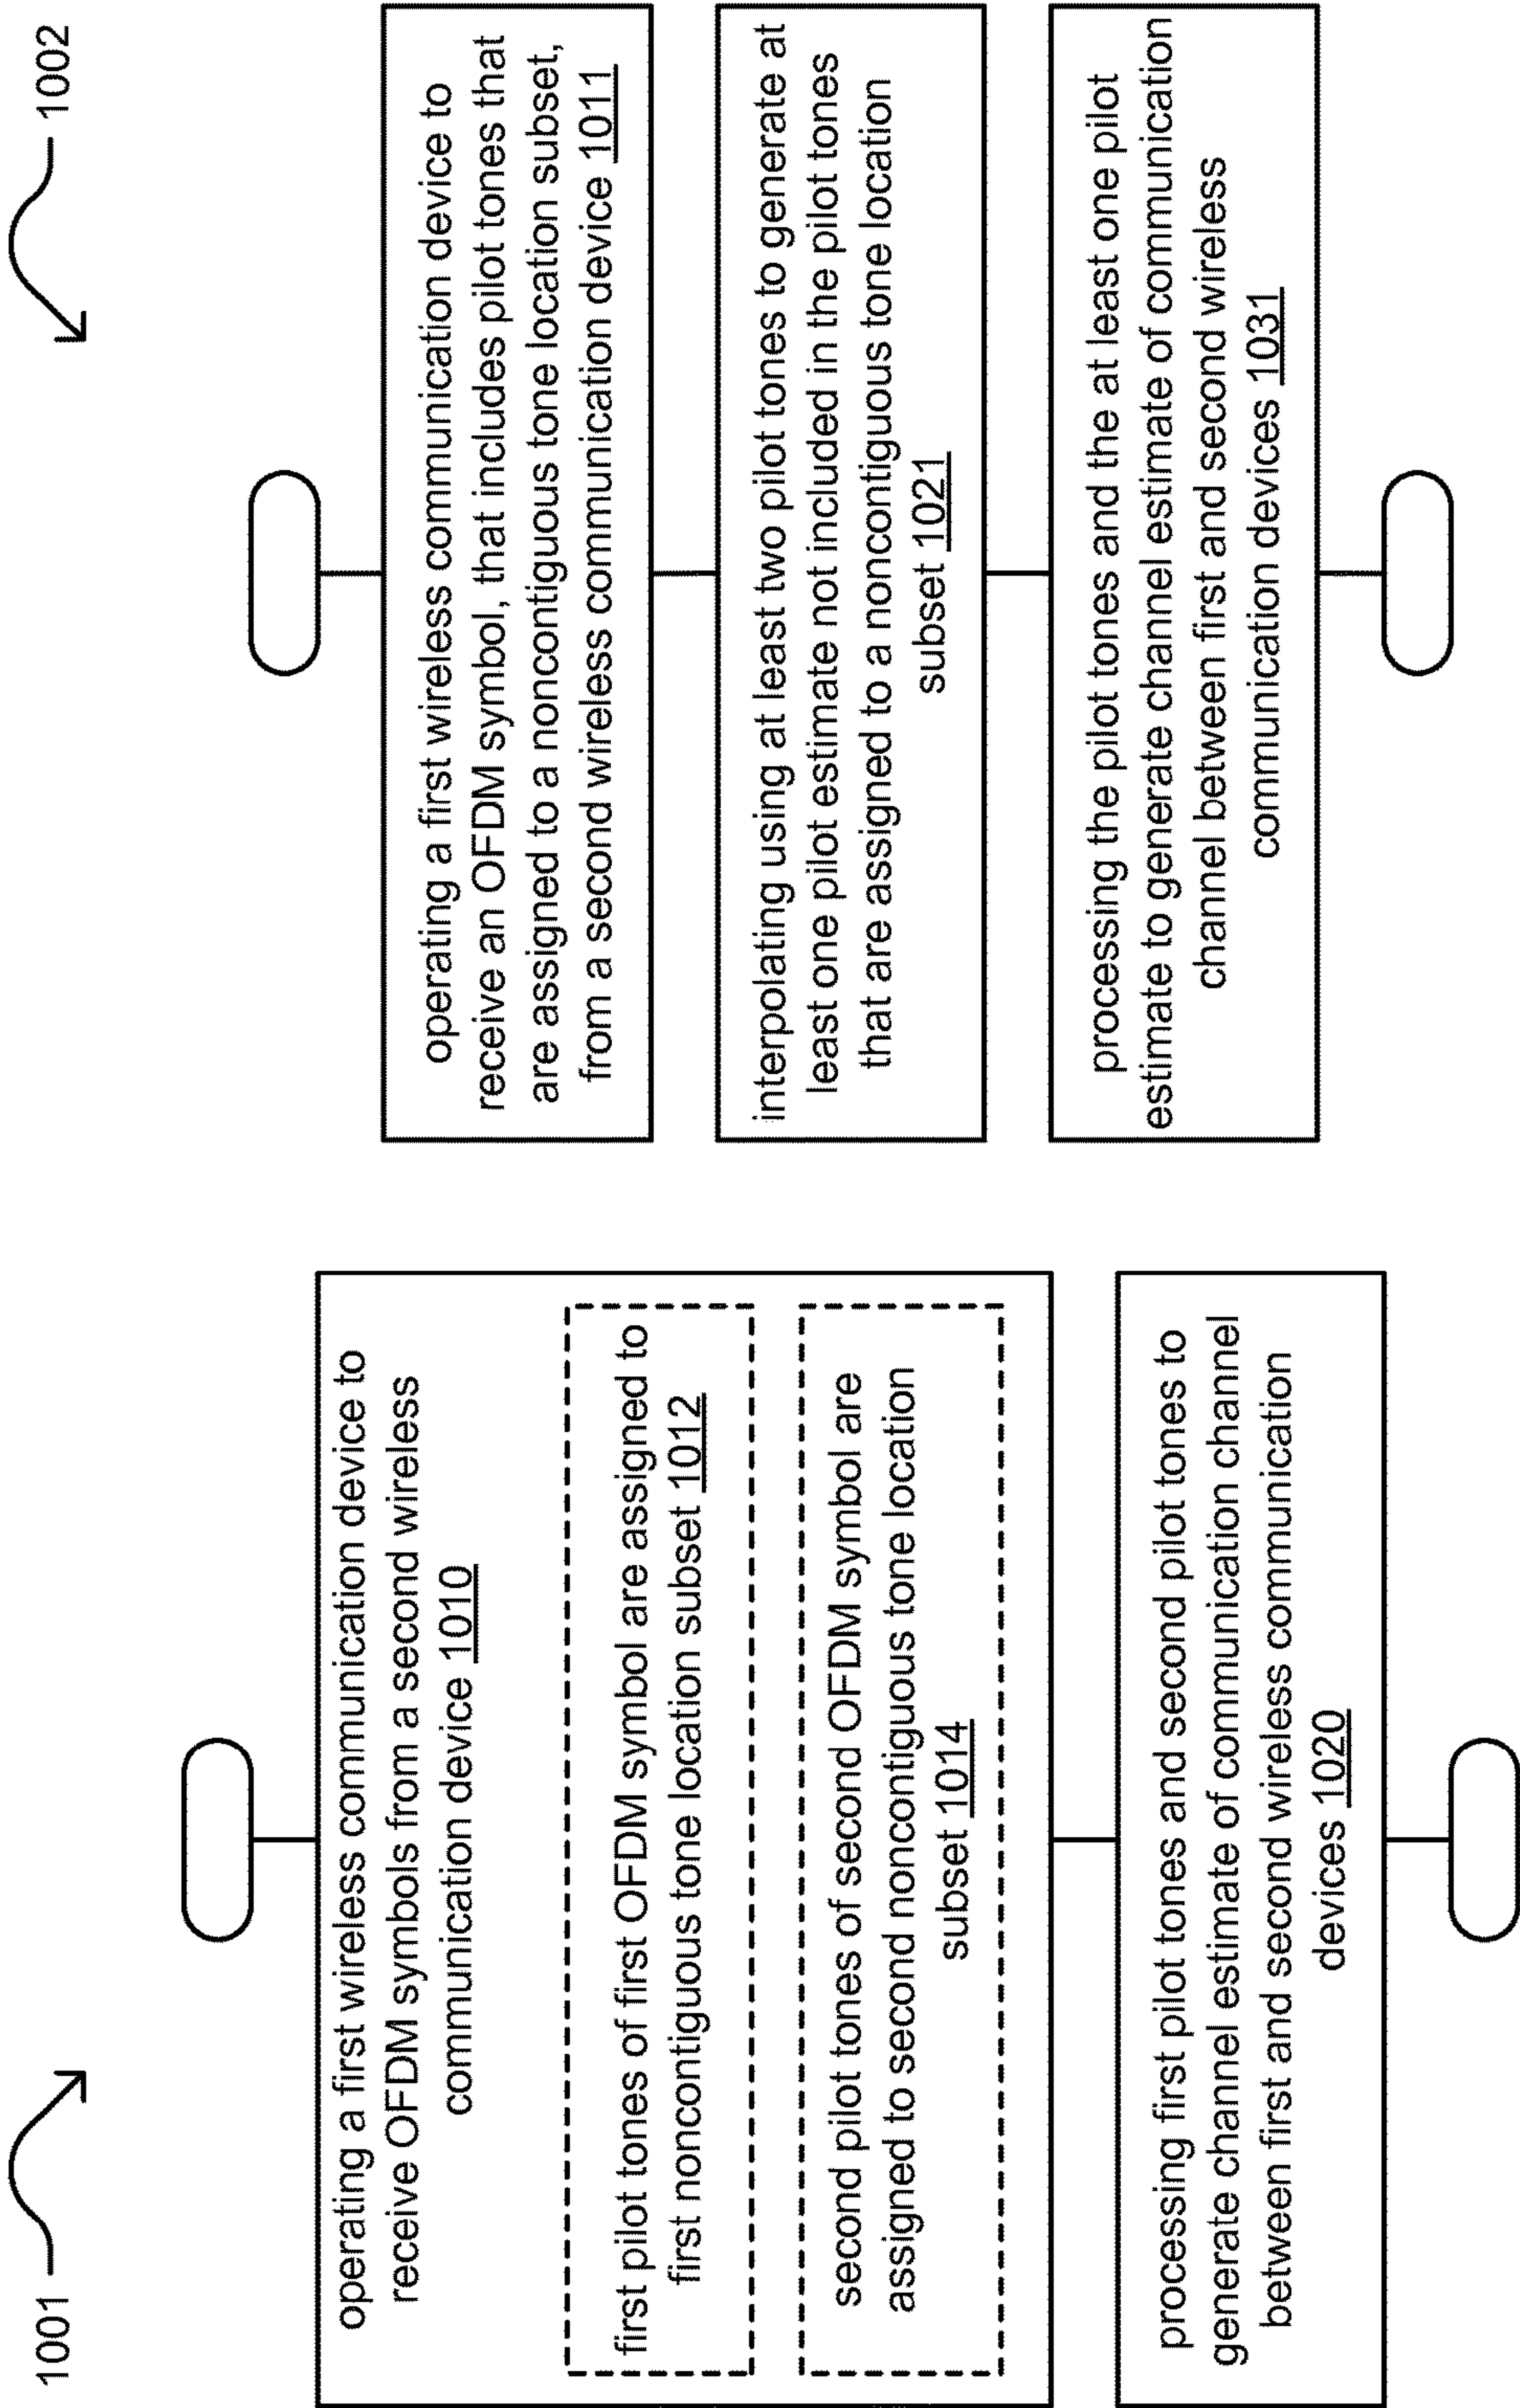 1001
operating a first wireless communication device to
receive OFDM symbols from a second wireless
communication device 1010
first pilot tones of first OFDM symbol are assigned to
first noncontiguous tone location subset 1012
second pilot tones of second OFDM symbol are
assigned to second noncontiguous tone location
subset 1014
processing first pilot tones and second pilot tones to
generate channel estimate of communication channel
between first and second wireless communication
devices 1020
1002
operating a first wireless communication device to
receive an OFDM symbol, that includes pilot tones that
are assigned to a noncontiguous tone location subset,
from a second wireless communication device 1011
interpolating using at least two pilot tones to generate at
least one pilot estimate not included in the pilot tones
that are assigned to a noncontiguous tone location
subset 1021
processing the pilot tones and the at least one pilot
estimate to generate channel estimate of communication
channel between first and second wireless
communication devices 1031